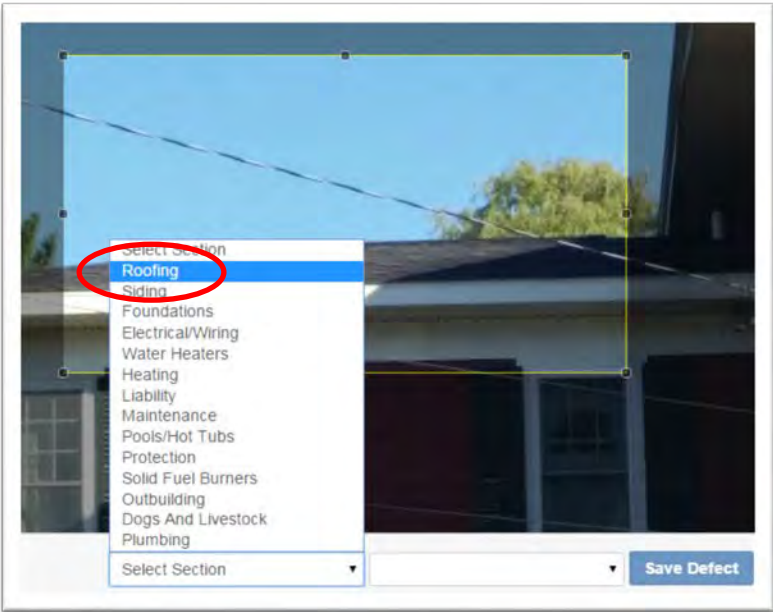 Select Section
Roofing
Siding
Foundations
Electrical/Wiring
Water Heaters
Heating
Liability
Maintenance
Pools/Hot Tubs
Protection
Solid Fuel Burners
Outbuilding
Dogs And Livestock
Plumbing
Select Section
Save Defect